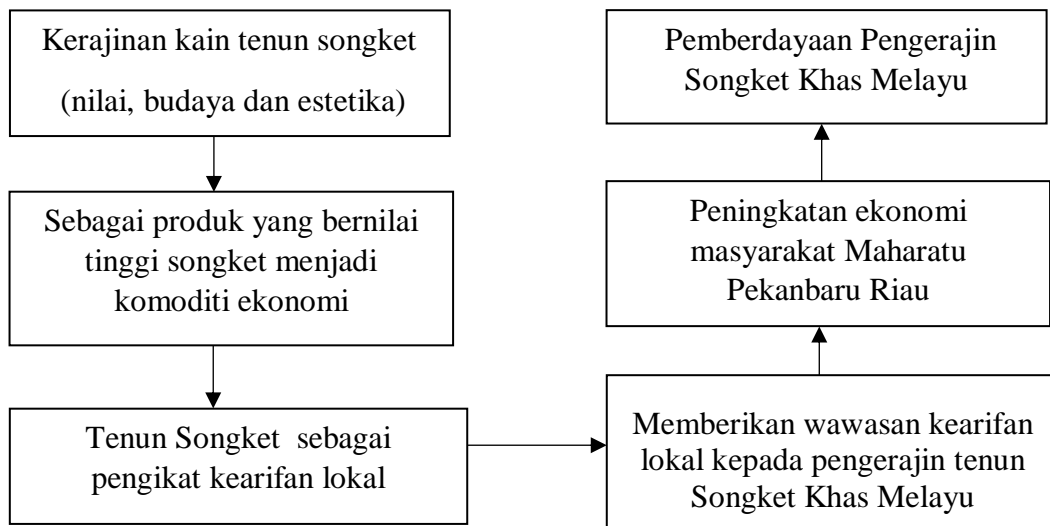 Kerajinan kain tenun songket
(nilai, budaya dan estetika)
Sebagai produk yang bernilai
tinggi songket menjadi
komoditi ekonomi
Tenun Songket sebagai
pengikat kearifan lokal
Memberikan wawasan kearifan
lokal kepada pengerajin tenun
Songket Khas Melayu
Peningkatan ekonomi
masyarakat Maharatu
Pekanbaru Riau
Pemberdayaan Pengerajin
Songket Khas Melayu